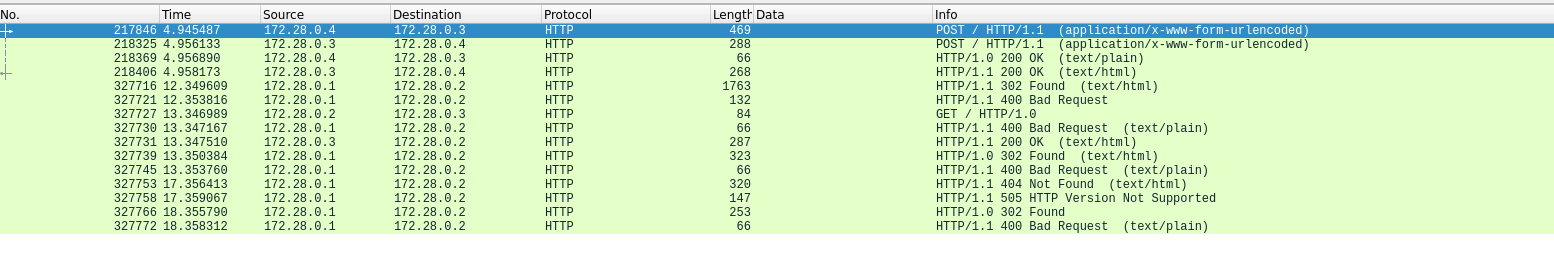 No. Time Source Destination Protocol Length Data Info
217846 4.945487 172.28.0.4 172.28.0.3 HTTP 469 POST / HTTP/1.1 (application/x-www-form-urlencoded)
218325 4.956133 172.28.0.3 172.28.0.4 HTTP 288 POST / HTTP/1.1 (application/x-www-form-urlencoded)
218369 4.956890 172.28.0.4 172.28.0.3 HTTP 66 HTTP/1.0 200 OK (text/plain)
218406 4.958173 172.28.0.3 172.28.0.4 HTTP 268 HTTP/1.1 200 OK (text/html)
327716 12.349609 172.28.0.1 172.28.0.2 HTTP 1763 HTTP/1.1 302 Found (text/html)
327721 12.353816 172.28.0.1 172.28.0.2 HTTP 132 HTTP/1.1 400 Bad Request
327727 13.346989 172.28.0.2 172.28.0.3 HTTP 84 GET / HTTP/1.0
327730 13.347167 172.28.0.1 172.28.0.2 HTTP 66 HTTP/1.1 400 Bad Request (text/plain)
327731 13.347510 172.28.0.3 172.28.0.2 HTTP 287 HTTP/1.1 200 OK (text/html)
327739 13.350384 172.28.0.1 172.28.0.2 HTTP 323 HTTP/1.0 302 Found (text/html)
327745 13.353760 172.28.0.1 172.28.0.2 HTTP 66 HTTP/1.1 400 Bad Request (text/plain)
327753 17.356413 172.28.0.1 172.28.0.2 HTTP 320 HTTP/1.1 404 Not Found (text/html)
327758 17.359067 172.28.0.1 172.28.0.2 HTTP 147 HTTP/1.1 505 HTTP Version Not Supported
327766 18.355790 172.28.0.1 172.28.0.2 HTTP 253 HTTP/1.0 302 Found
327772 18.358312 172.28.0.1 172.28.0.2 HTTP 66 HTTP/1.1 400 Bad Request (text/plain)